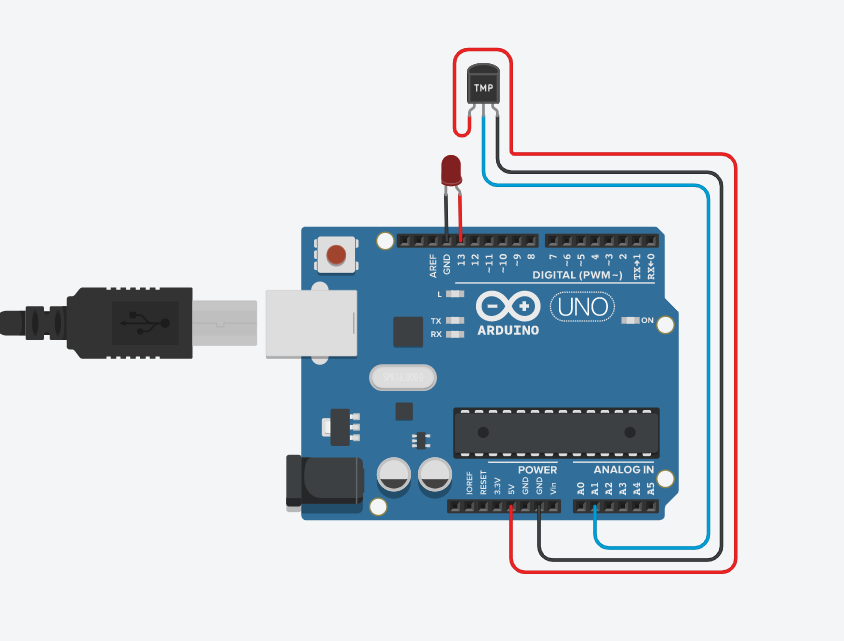 TMP
AREF
GND
13
12
~11
~10
~9
8
7
~6
~5
4
~3
2
TX→1
RX←0
DIGITAL (PWM~)
L
TX
RX
ARDUINO
UNO
ON
POWER
ANALOG IN
IOREF
RESET
3.3V
5V
GND
GND
Vin
A0
A1
A2
A3
A4
A5